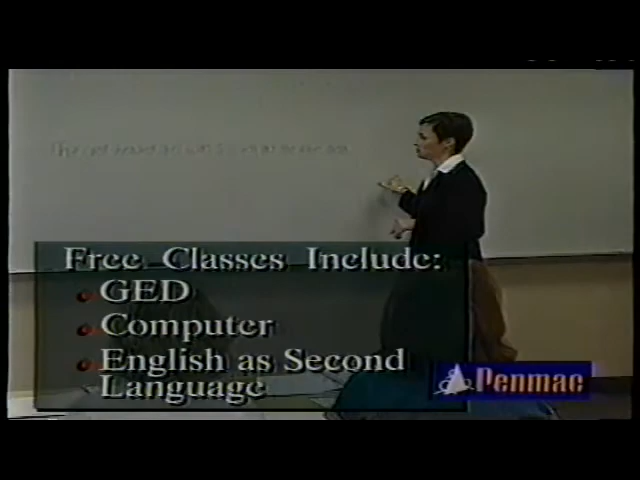 Free Classes Include:
GED
Computer
English as Second
Language
Penmac